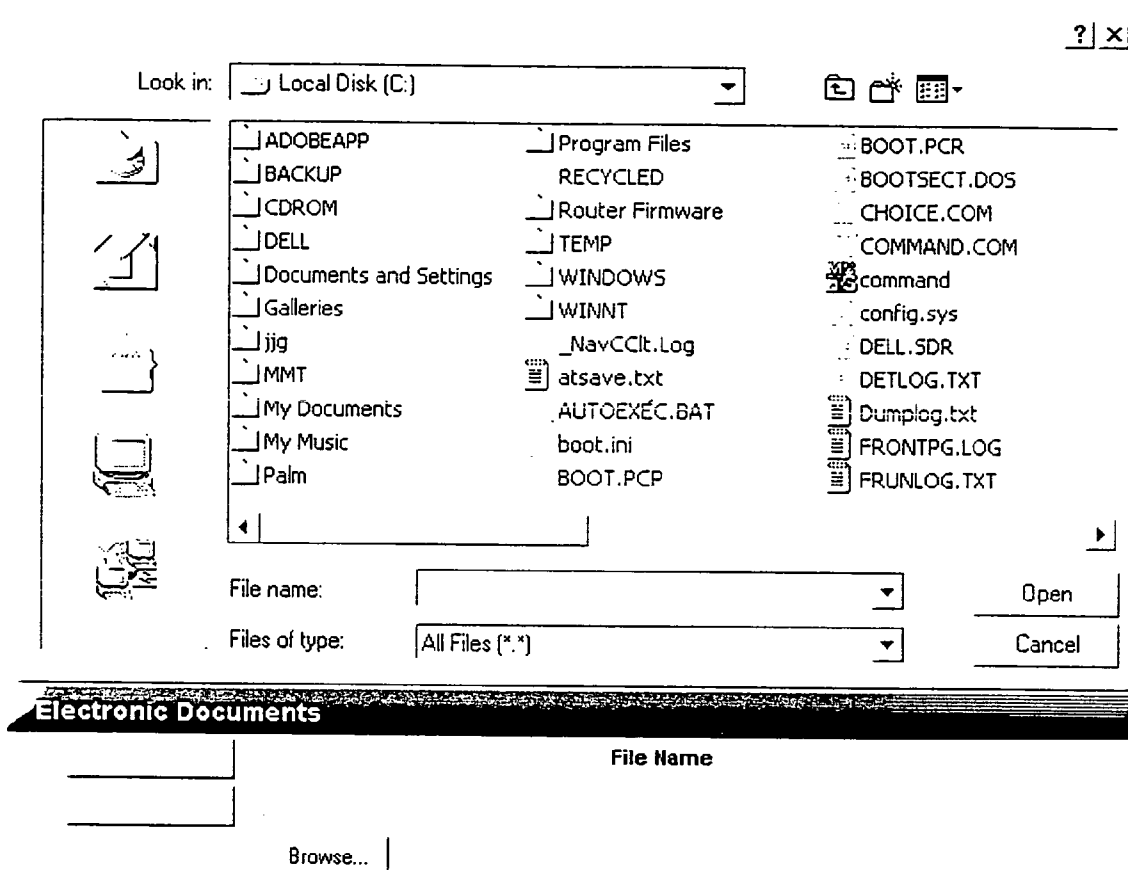 ? ×
Look in: Local Disk (C:)
ADOBEAPP
BACKUP
CDROM
DELL
Documents and Settings
Galleries
jjg
MMT
My Documents
My Music
Palm
Program Files
RECYCLED
Router Firmware
TEMP
WINDOWS
WINNT
_NavCClt.Log
atsave.txt
AUTOEXEC.BAT
boot.ini
BOOT.PCP
BOOT.PCR
BOOTSECT.DOS
CHOICE.COM
COMMAND.COM
command
config.sys
DELL.SDR
DETLOG.TXT
Dumplog.txt
FRONTPG.LOG
FRUNLOG.TXT
File name: Open
Files of type: All Files (*.*) Cancel
Electronic Documents
File Name
Browse...